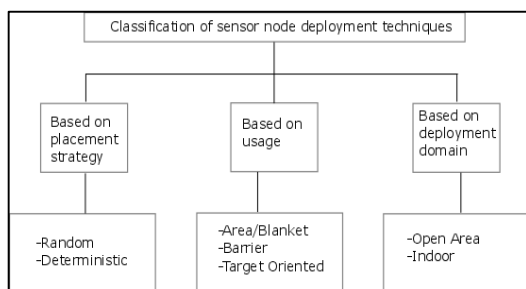 Classification of sensor node deployment techniques
Based on
placement
strategy
Based on
usage
Based on
deployment
domain
-Random
-Deterministic
-Area/Blanket
-Barrier
-Target Oriented
-Open Area
-Indoor